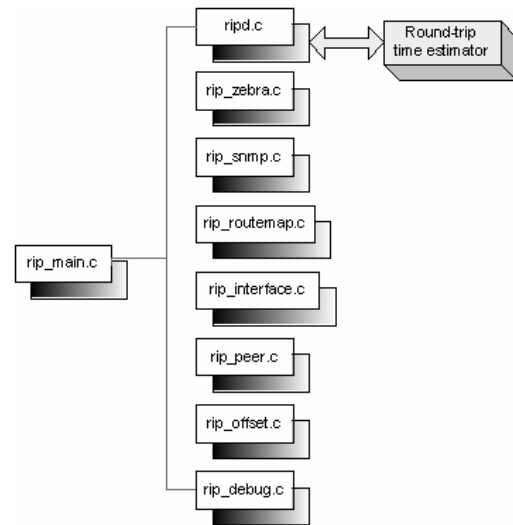 ripd.c
Round-trip
time estimator
rip_zebra.c
rip_snmp.c
rip_routemap.c
rip_main.c
rip_interface.c
rip_peer.c
rip_offset.c
rip_debug.c